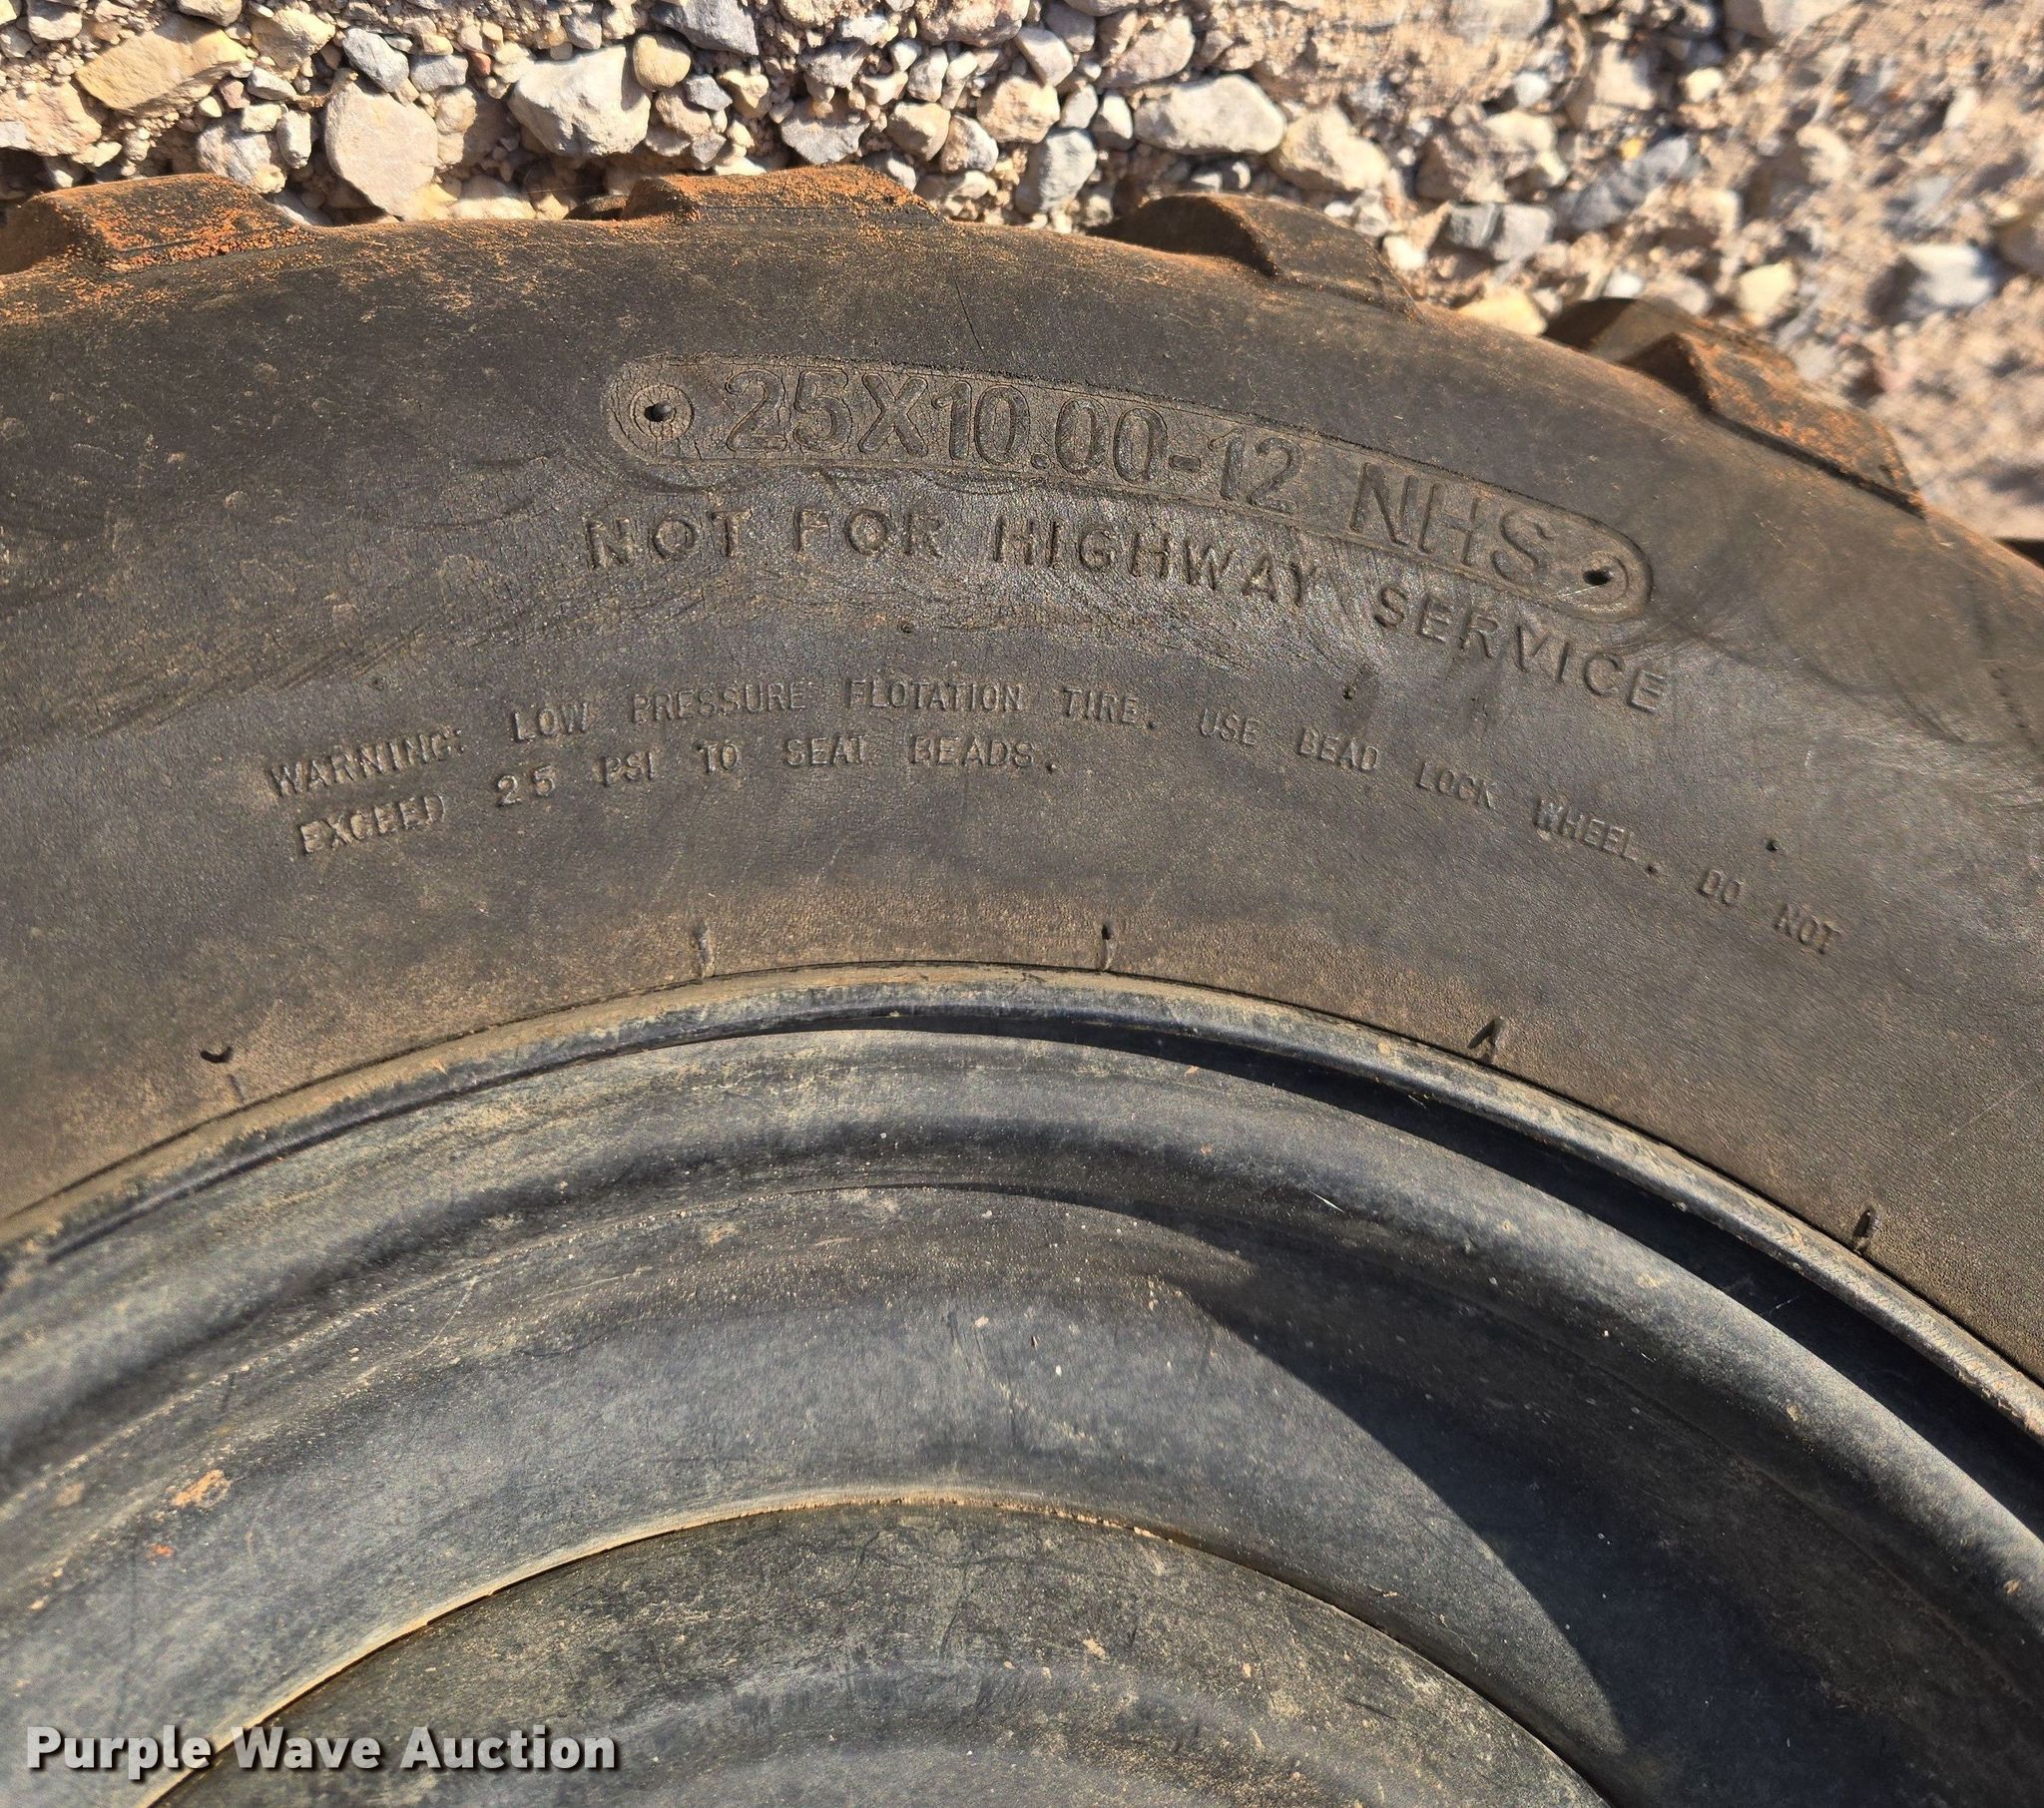 25X10.00-12 NHS
NOT FOR HIGHWAY SERVICE
WARNING: LOW PRESSURE FLOTATION TIRE. USE BEAD LOCK WHEEL. DO NOT
EXCEED 25 PSI TO SEAT BEADS.
Purple Wave Auction